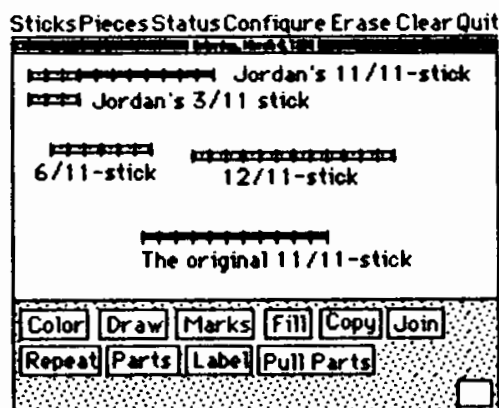 Sticks Pieces Status Configure Erase Clear Quit
Jordan's 11/11-stick
Jordan's 3/11 stick
6/11-stick 12/11-stick
The original 11/11-stick
Color Draw Marks Fill Copy Join
Repeat Parts Label Pull Parts